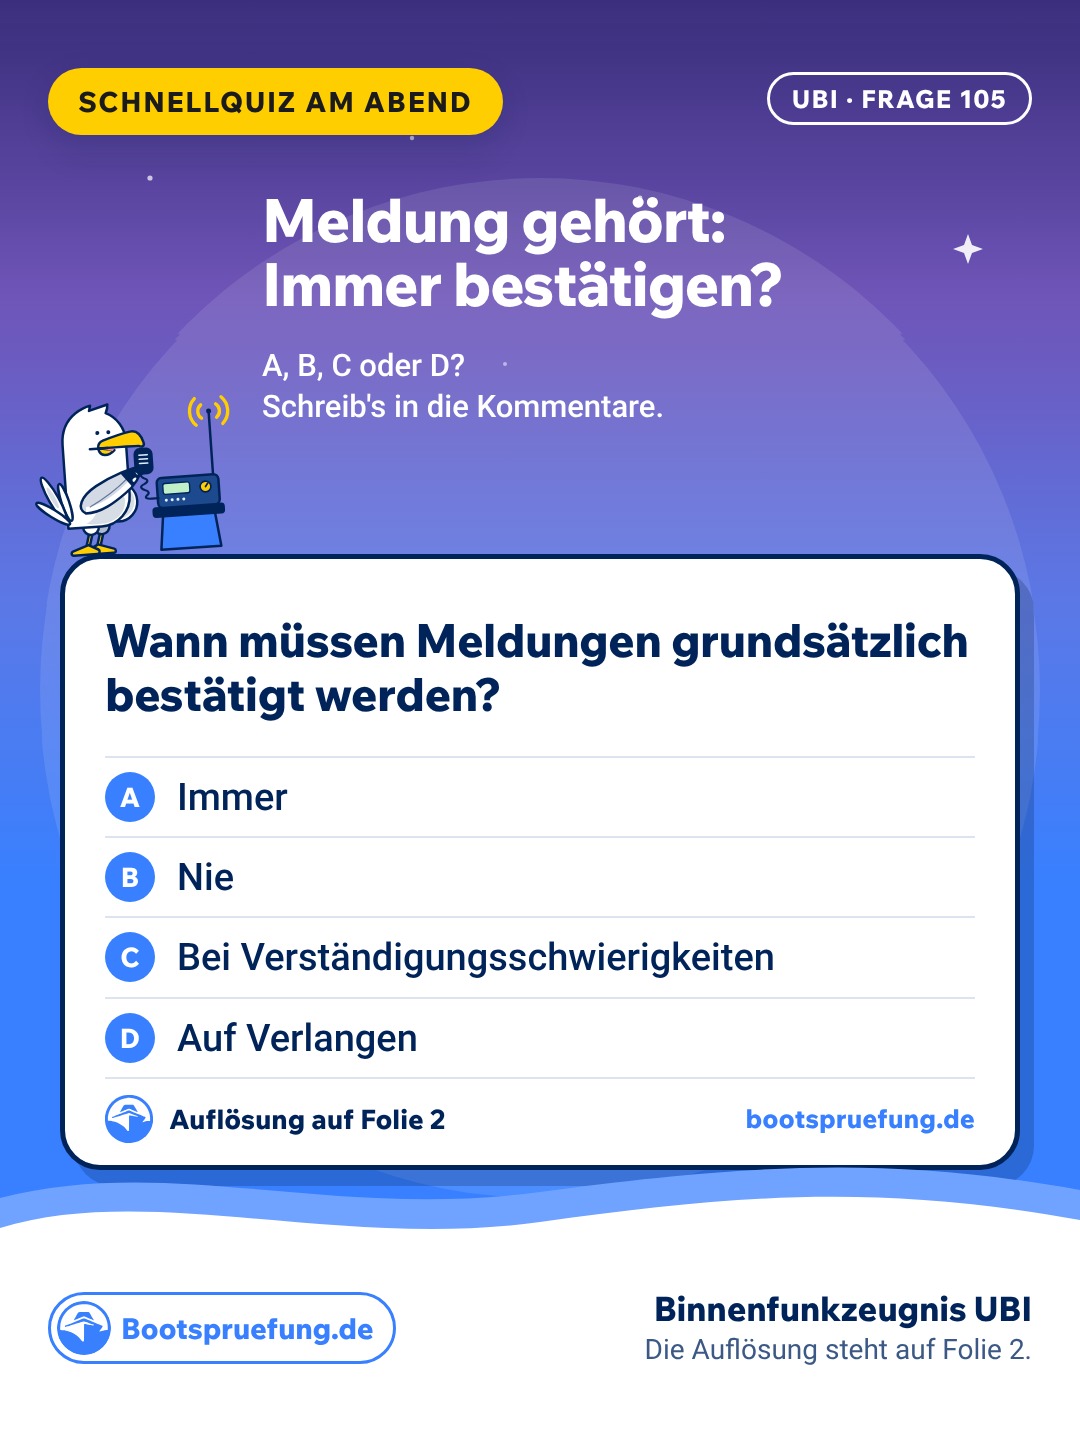 SCHNELLQUIZ AM ABEND
UBI · FRAGE 105
Meldung gehört:
Immer bestätigen?
A, B, C oder D?
Schreib's in die Kommentare.
Wann müssen Meldungen grundsätzlich
bestätigt werden?
A Immer
B Nie
C Bei Verständigungsschwierigkeiten
D Auf Verlangen
Auflösung auf Folie 2
bootspruefung.de
Bootspruefung.de
Binnenfunkzeugnis UBI
Die Auflösung steht auf Folie 2.